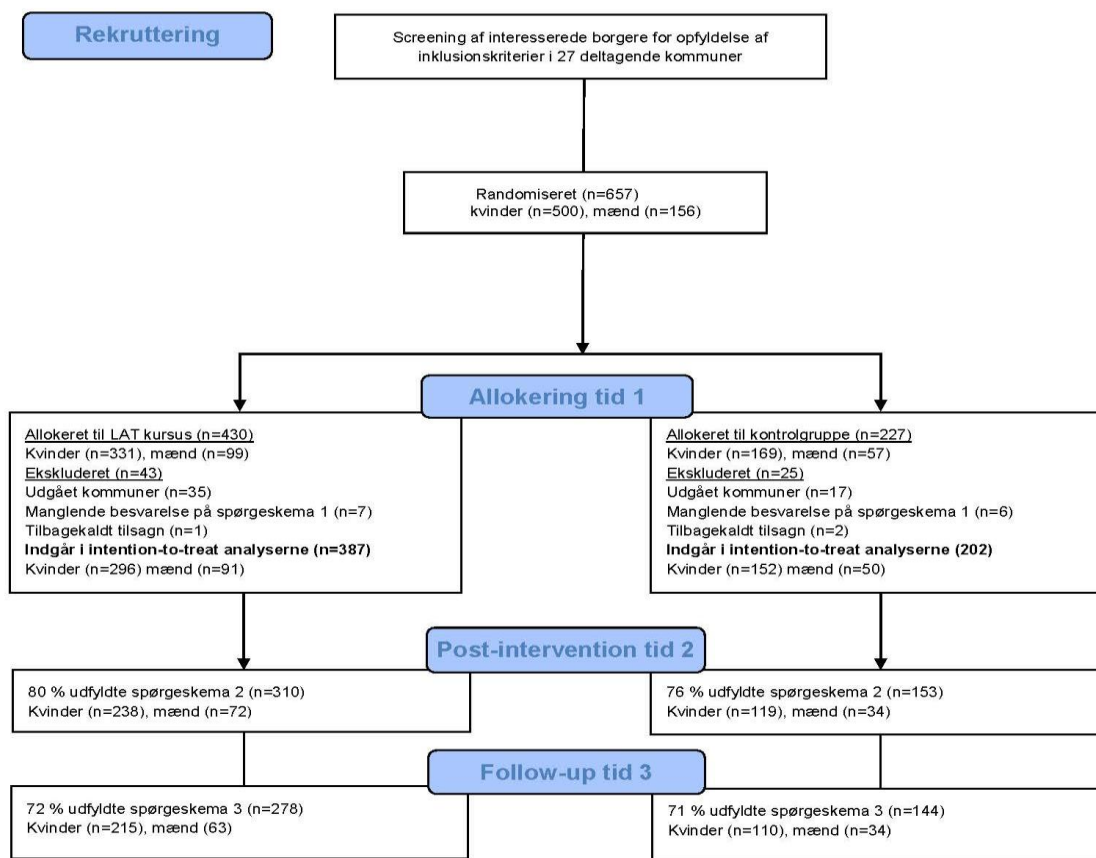 Rekruttering
Screening af interesserede borgere for opfyldelse af
inklusionskriterier i 27 deltagende kommuner
Randomiseret (n=657)
kvinder (n=500), mænd (n=156)
Allokering tid 1
Allokeret til LAT kursus (n=430)
Kvinder (n=331), mænd (n=99)
Ekskluderet (n=43)
Udgået kommuner (n=35)
Manglende besvarelse på spørgeskema 1 (n=7)
Tilbagekaldt tilsagn (n=1)
Indgår i intention-to-treat analyserne (n=387)
Kvinder (n=296) mænd (n=91)
Allokeret til kontrolgruppe (n=227)
Kvinder (n=169), mænd (n=57)
Ekskluderet (n=25)
Udgået kommuner (n=17)
Manglende besvarelse på spørgeskema 1 (n=6)
Tilbagekaldt tilsagn (n=2)
Indgår i intention-to-treat analyserne (202)
Kvinder (n=152) mænd (n=50)
Post-intervention tid 2
80 % udfyldte spørgeskema 2 (n=310)
Kvinder (n=238), mænd (n=72)
76 % udfyldte spørgeskema 2 (n=153)
Kvinder (n=119), mænd (n=34)
Follow-up tid 3
72 % udfyldte spørgeskema 3 (n=278)
Kvinder (n=215), mænd (63)
71 % udfyldte spørgeskema 3 (n=144)
Kvinder (n=110), mænd (n=34)